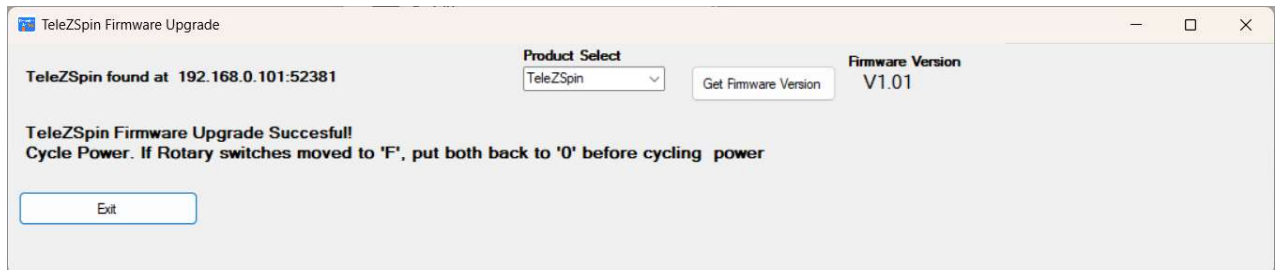 TeleZSpin Firmware Upgrade
Product Select
TeleZSpin found at 192.168.0.101:52381
TeleZSpin
Get Firmware Version
Firmware Version
V1.01
TeleZSpin Firmware Upgrade Succesful!
Cycle Power. If Rotary switches moved to 'F', put both back to '0' before cycling power
Exit